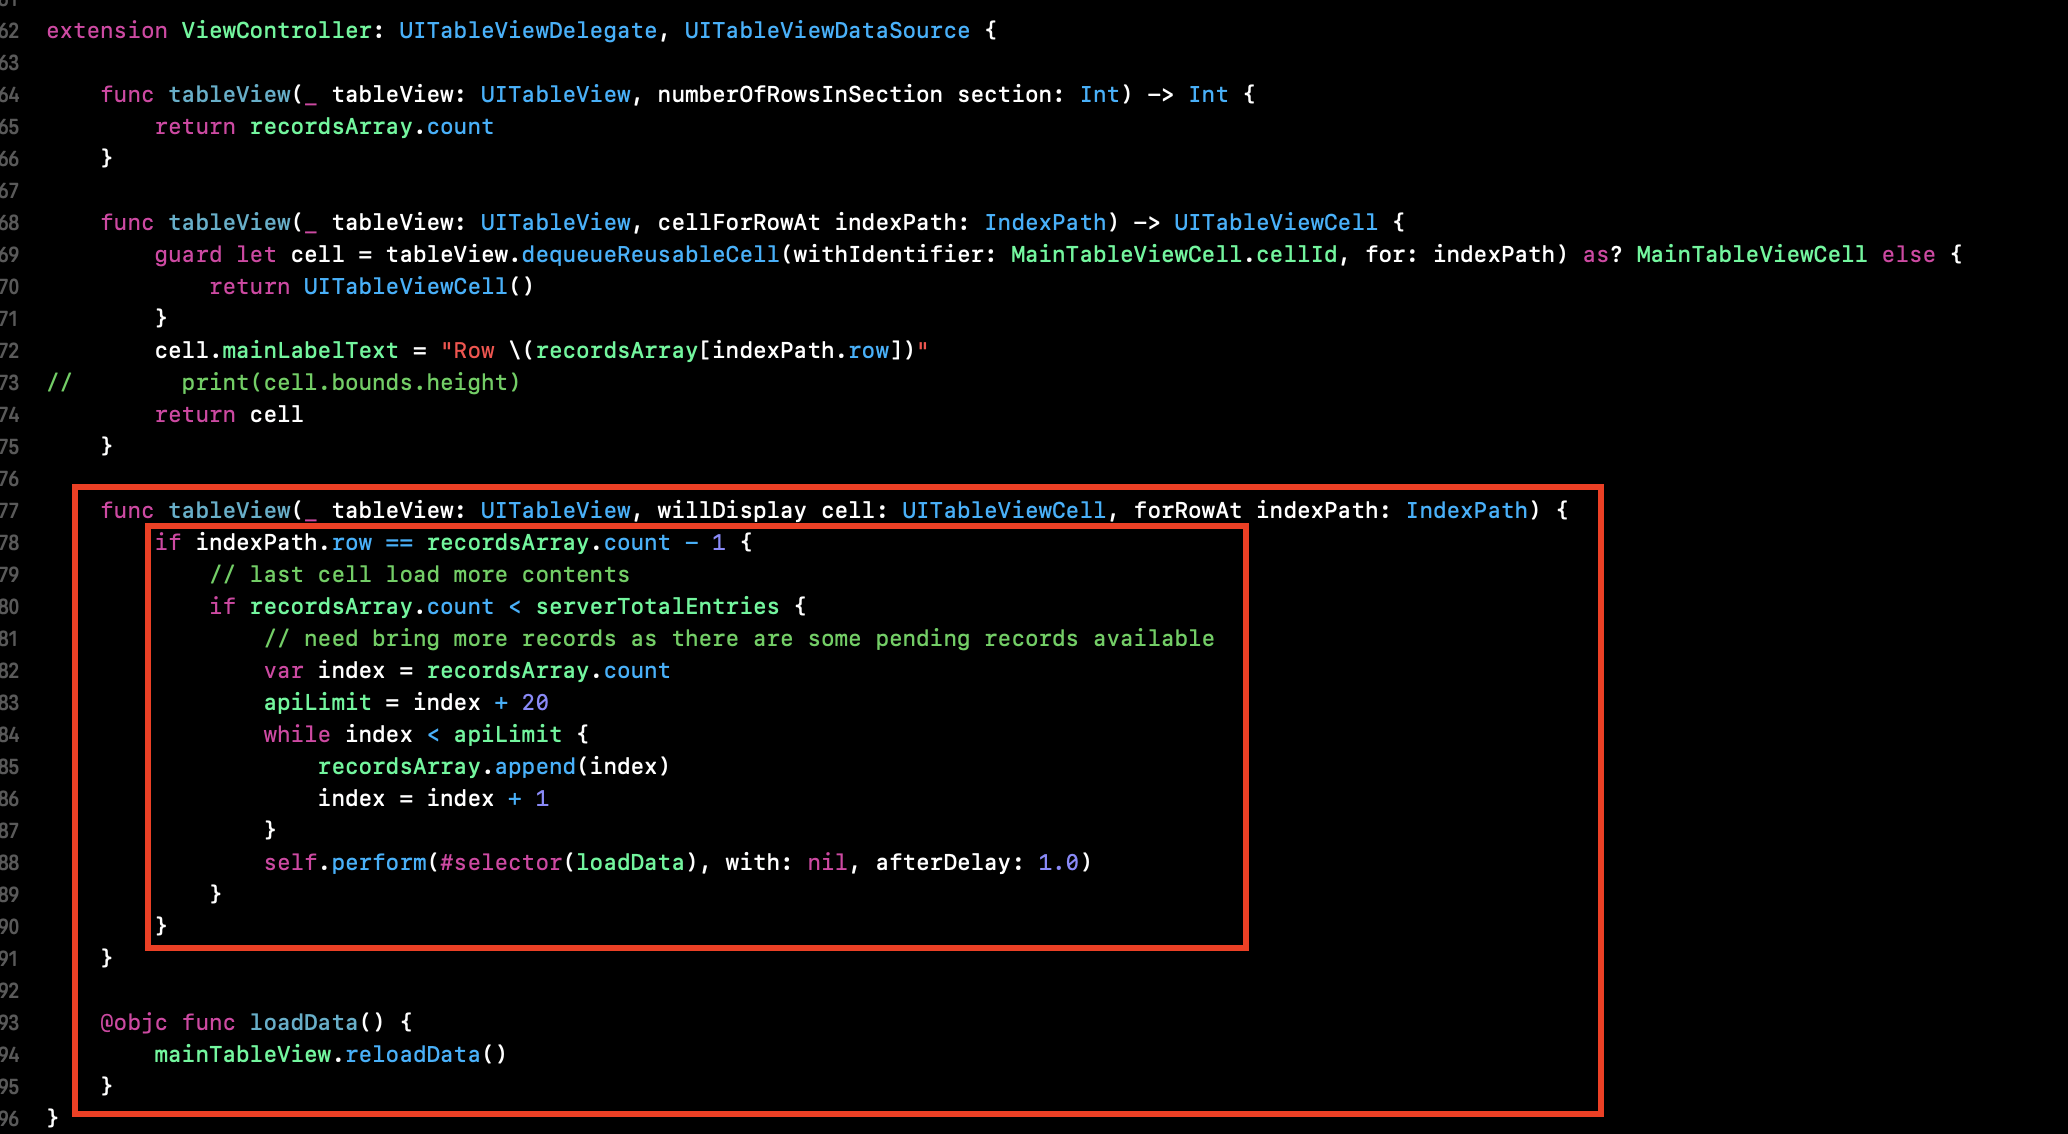 62 extension ViewController: UITableViewDelegate, UITableViewDataSource {
63
64     func tableView(_ tableView: UITableView, numberOfRowsInSection section: Int) -> Int {
65         return recordsArray.count
66     }
67
68     func tableView(_ tableView: UITableView, cellForRowAt indexPath: IndexPath) -> UITableViewCell {
69         guard let cell = tableView.dequeueReusableCell(withIdentifier: MainTableViewCell.cellId, for: indexPath) as? MainTableViewCell else {
70             return UITableViewCell()
71         }
72         cell.mainLabelText = "Row \(recordsArray[indexPath.row])"
73 //        print(cell.bounds.height)
74         return cell
75     }
76
77     func tableView(_ tableView: UITableView, willDisplay cell: UITableViewCell, forRowAt indexPath: IndexPath) {
78         if indexPath.row == recordsArray.count - 1 {
79             // last cell load more contents
80             if recordsArray.count < serverTotalEntries {
81                 // need bring more records as there are some pending records available
82                 var index = recordsArray.count
83                 apiLimit = index + 20
84                 while index < apiLimit {
85                     recordsArray.append(index)
86                     index = index + 1
87                 }
88                 self.perform(#selector(loadData), with: nil, afterDelay: 1.0)
89             }
90         }
91     }
92
93     @objc func loadData() {
94         mainTableView.reloadData()
95     }
96 }